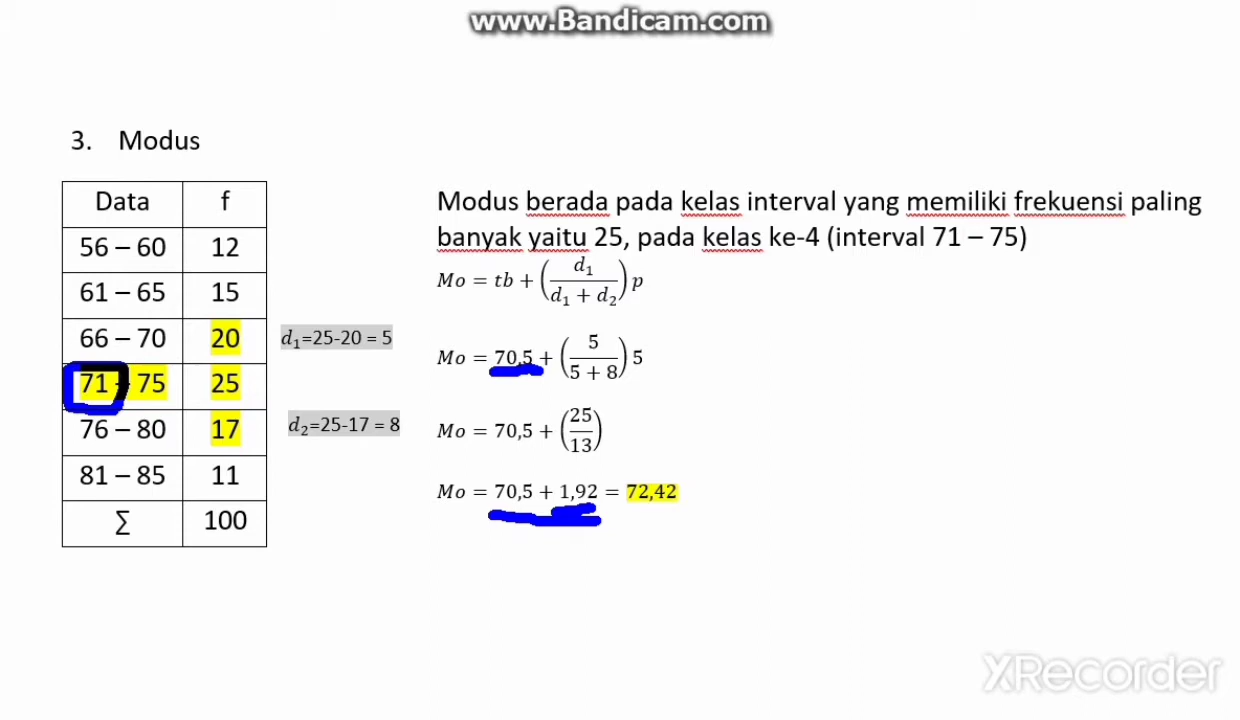 www.Bandicam.com
3. Modus
Data f
56 – 60 12
61 – 65 15
66 – 70 20
71 – 75 25
76 – 80 17
81 – 85 11
∑ 100
d₁=25-20 = 5
d₂=25-17 = 8
Modus berada pada kelas interval yang memiliki frekuensi paling
banyak yaitu 25, pada kelas ke-4 (interval 71 – 75)
Mo = tb + (d₁ / (d₁ + d₂)) p
Mo = 70,5 + (5 / (5 + 8)) 5
Mo = 70,5 + (25 / 13)
Mo = 70,5 + 1,92 = 72,42
XRecorder